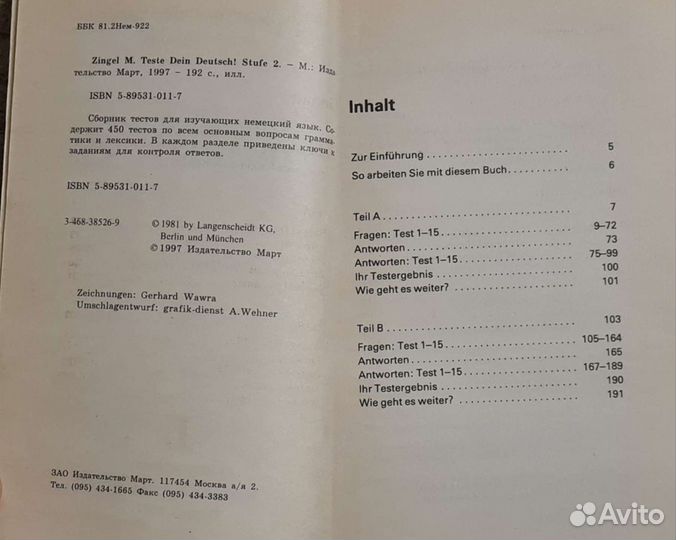 ББК 81.2Нем-922
Zingel M. Teste Dein Deutsch! Stufe 2. – М.: Изда-
тельство Март, 1997 – 192 с., илл.
ISBN 5-89531-011-7
Сборник тестов для изучающих немецкий язык. Со-
держит 450 тестов по всем основным вопросам грамма-
тики и лексики. В каждом разделе приведены ключи к
заданиям для контроля ответов.
ISBN 5-89531-011-7
3-468-38526-9 © 1981 by Langenscheidt KG,
Berlin und München
© 1997 Издательство Март
Zeichnungen: Gerhard Wawra
Umschlagentwurf: grafik-dienst A.Wehner
ЗАО Издательство Март. 117454 Москва а/я 2.
Тел. (095) 434-1665 Факс (095) 434-3383
Inhalt
Zur Einführung 5
So arbeiten Sie mit diesem Buch 6
Teil A 7
Fragen: Test 1–15 9–72
Antworten 73
Antworten: Test 1–15 75–99
Ihr Testergebnis 100
Wie geht es weiter? 101
Teil B 103
Fragen: Test 1–15 105–164
Antworten 165
Antworten: Test 1–15 167–189
Ihr Testergebnis 190
Wie geht es weiter? 191
Avito